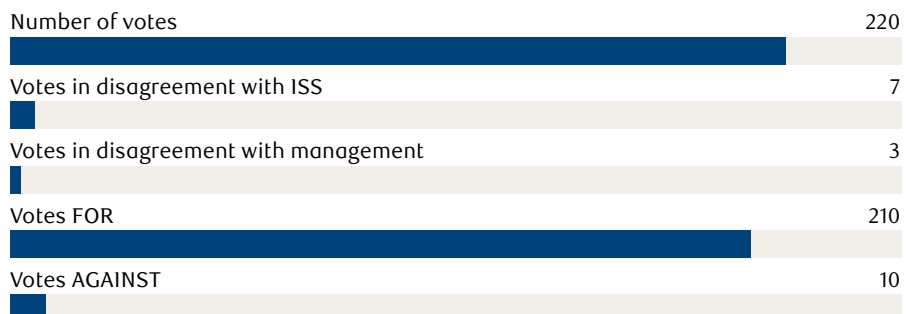 Number of votes 220
Votes in disagreement with ISS 7
Votes in disagreement with management 3
Votes FOR 210
Votes AGAINST 10